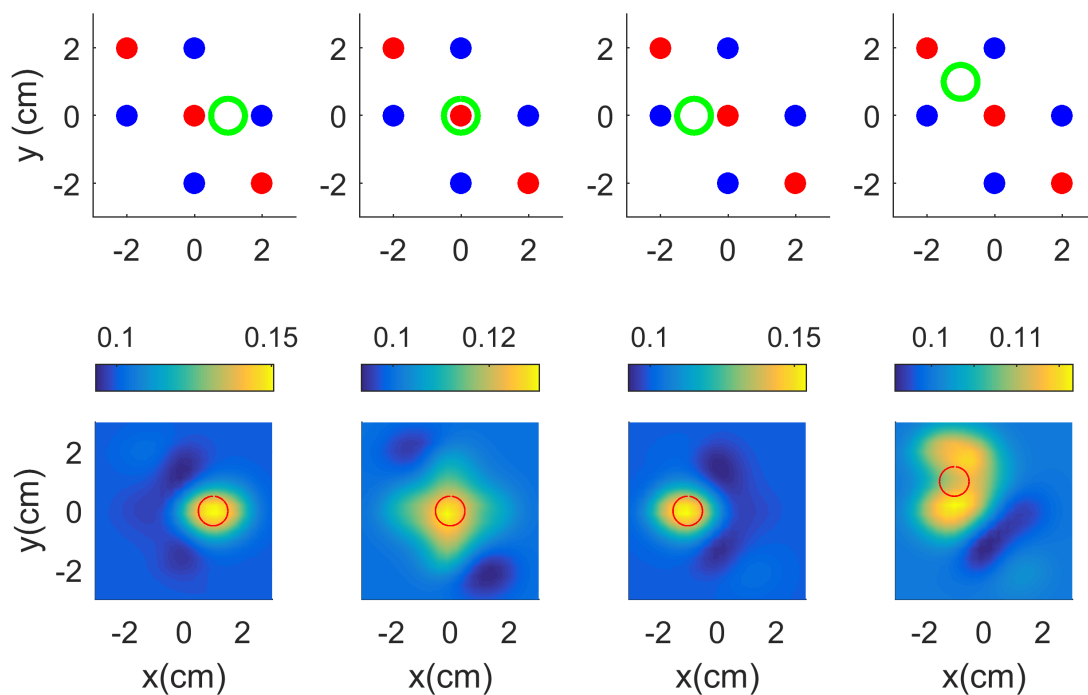 2 2 2 2
y (cm) 0 0 0 0
-2 -2 -2 -2
-2 0 2 -2 0 2 -2 0 2 -2 0 2
0.1 0.15 0.1 0.12 0.1 0.15 0.1 0.11
2
y(cm) 0
-2
-2 0 2 -2 0 2 -2 0 2 -2 0 2
x(cm) x(cm) x(cm) x(cm)